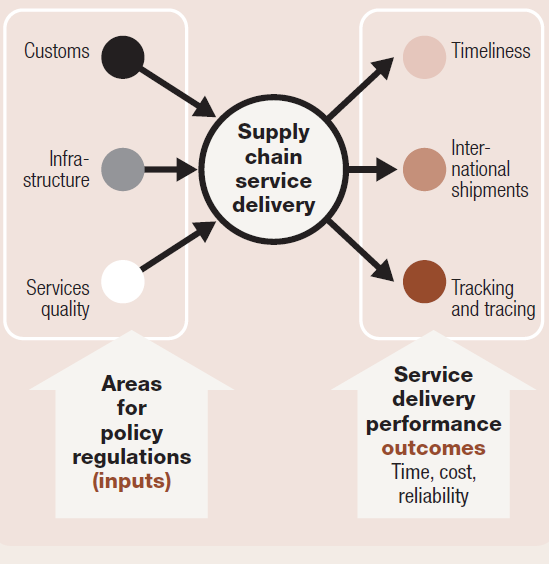 Customs
Infra-
structure
Services
quality
Supply
chain
service
delivery
Timeliness
Inter-
national
shipments
Tracking
and tracing
Areas
for
policy
regulations
(inputs)
Service
delivery
performance
outcomes
Time, cost,
reliability